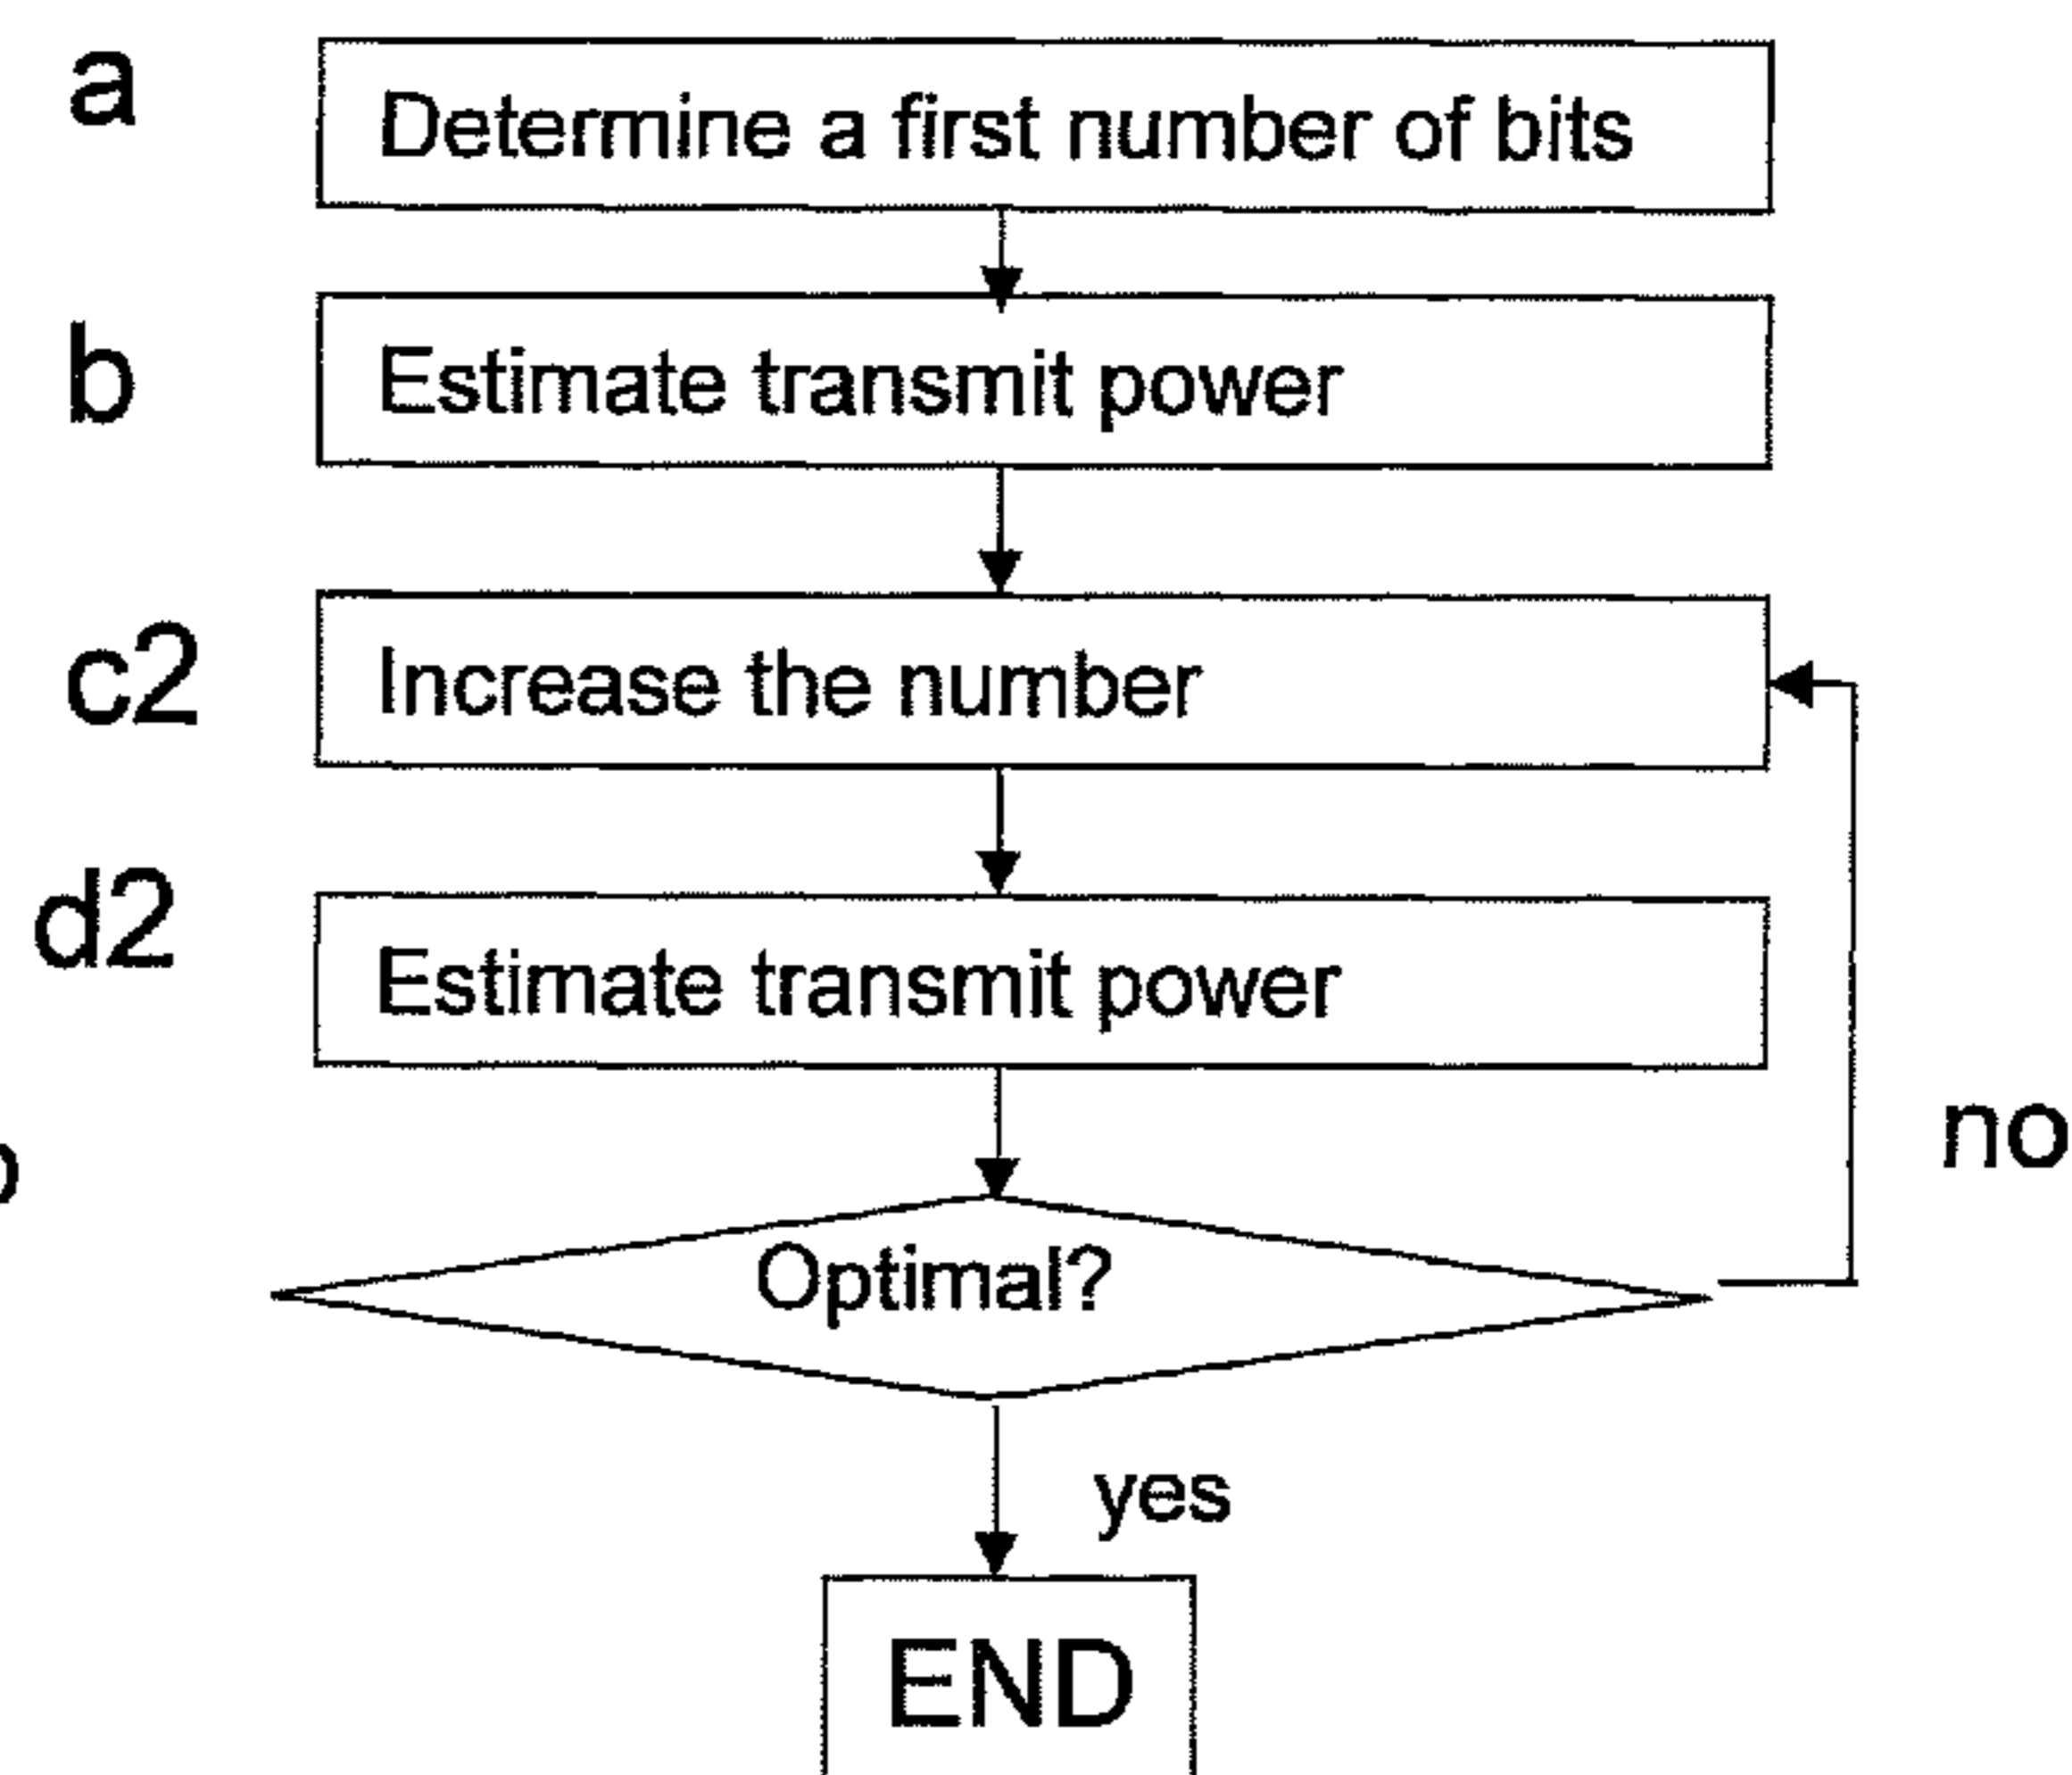 a
Determine a first number of bits
b
Estimate transmit power
c2
Increase the number
d2
Estimate transmit power
no
Optimal?
yes
END